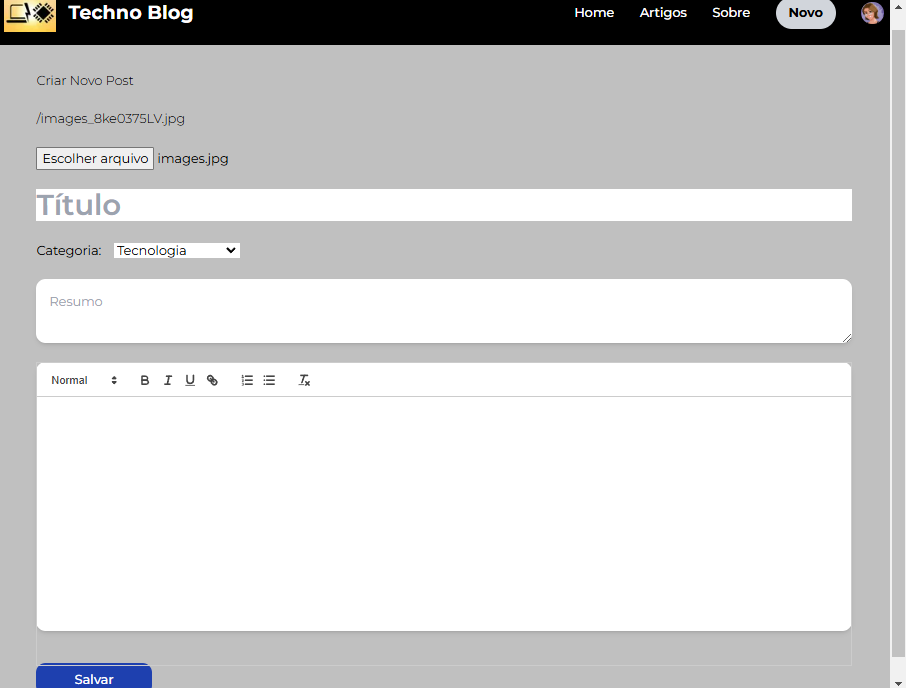 Techno Blog
Home Artigos Sobre Novo
Criar Novo Post
/images_8ke0375LV.jpg
Escolher arquivo images.jpg
Título
Categoria: Tecnologia
Resumo
Normal B I U
Salvar